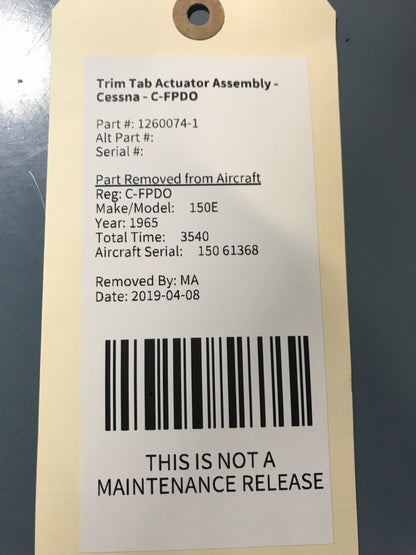 Trim Tab Actuator Assembly -
Cessna - C-FPDO
Part #: 1260074-1
Alt Part #:
Serial #:
Part Removed from Aircraft
Reg: C-FPDO
Make/Model: 150E
Year: 1965
Total Time: 3540
Aircraft Serial: 150 61368
Removed By: MA
Date: 2019-04-08
THIS IS NOT A
MAINTENANCE RELEASE